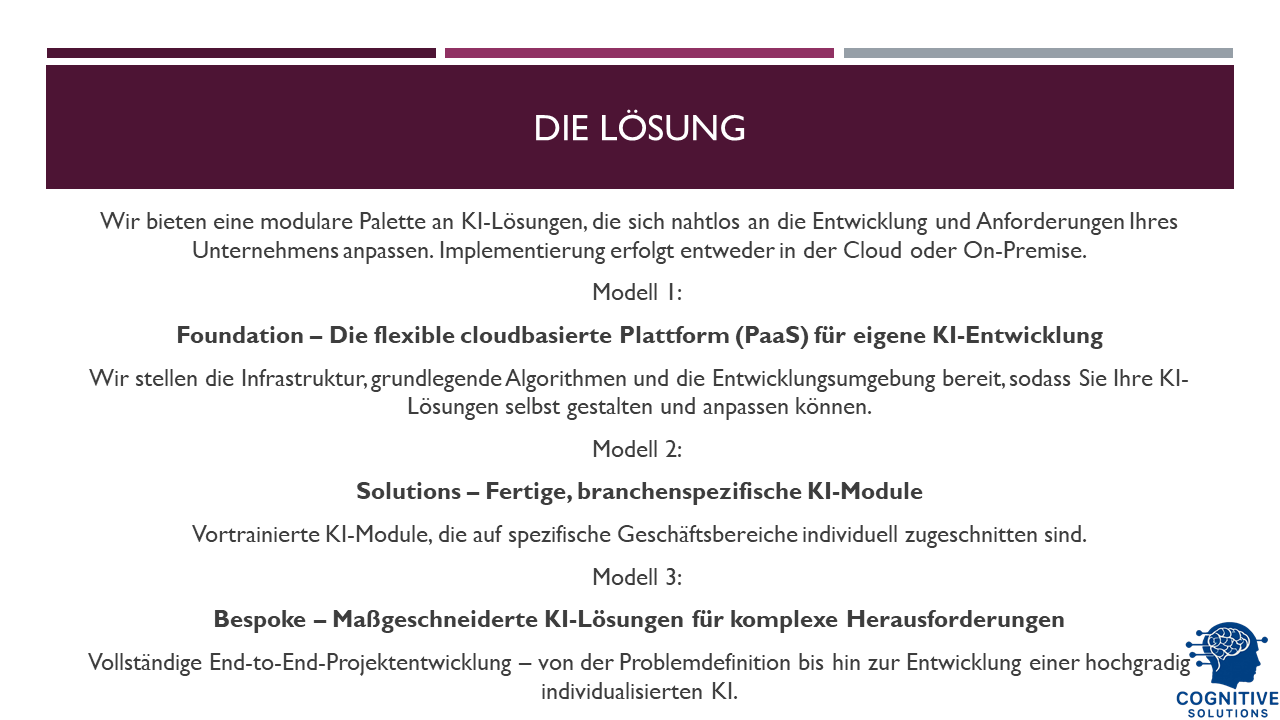 DIE LÖSUNG
Wir bieten eine modulare Palette an KI-Lösungen, die sich nahtlos an die Entwicklung und Anforderungen Ihres
Unternehmens anpassen. Implementierung erfolgt entweder in der Cloud oder On-Premise.
Modell 1:
Foundation – Die flexible cloudbasierte Plattform (PaaS) für eigene KI-Entwicklung
Wir stellen die Infrastruktur, grundlegende Algorithmen und die Entwicklungsumgebung bereit, sodass Sie Ihre KI-
Lösungen selbst gestalten und anpassen können.
Modell 2:
Solutions – Fertige, branchenspezifische KI-Module
Vortrainierte KI-Module, die auf spezifische Geschäftsbereiche individuell zugeschnitten sind.
Modell 3:
Bespoke – Maßgeschneiderte KI-Lösungen für komplexe Herausforderungen
Vollständige End-to-End-Projektentwicklung – von der Problemdefinition bis hin zur Entwicklung einer hochgradig
individualisierten KI.
COGNITIVE
SOLUTIONS